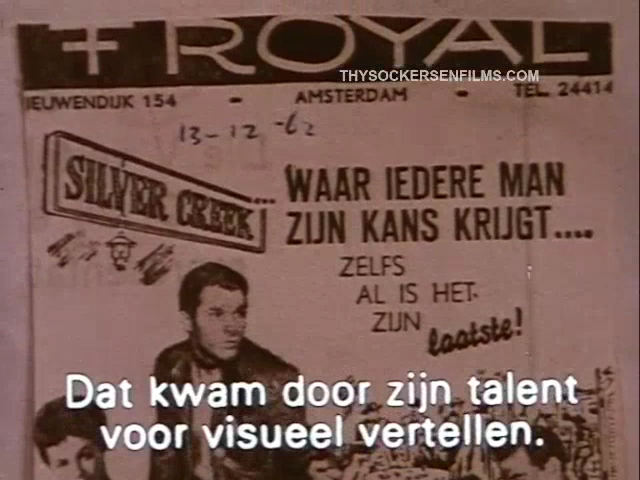 ROYAL
THYSOCKERSENFILMS.COM
IEUWENDIJK 154 - AMSTERDAM - TEL. 24414
13-12-62
SILVER CREEK
... WAAR IEDERE MAN
ZIJN KANS KRIJGT....
ZELFS
AL IS HET
ZIJN
laatste!
Dat kwam door zijn talent
voor visueel vertellen.